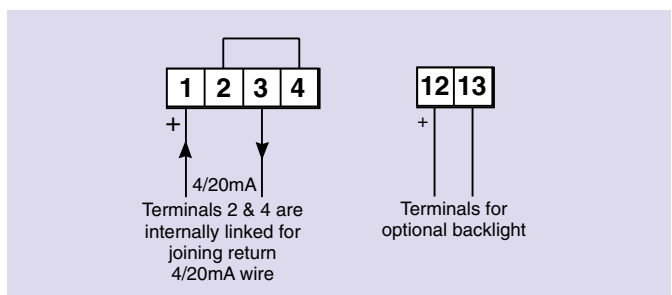 1 2 3 4
+
4/20mA
Terminals 2 & 4 are
internally linked for
joining return
4/20mA wire
12 13
+
Terminals for
optional backlight